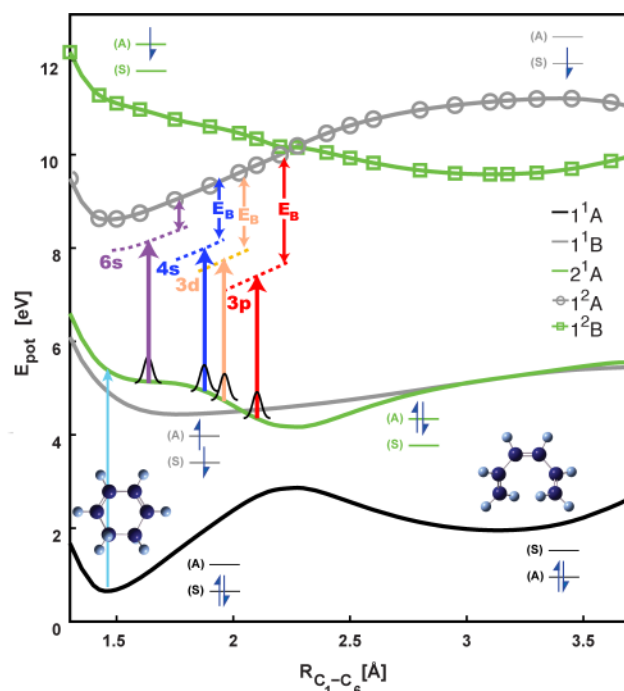 12
10
8
6
4
2
0
E_pot [eV]
(A)
(S)
(A)
(S)
E_B
E_B
E_B
6s
4s
3d
3p
1¹A
1¹B
2¹A
1²A
1²B
(A)
(S)
(A)
(S)
(A)
(S)
(S)
(A)
1.5
2
2.5
3
3.5
R_C₁–C₆ [Å]